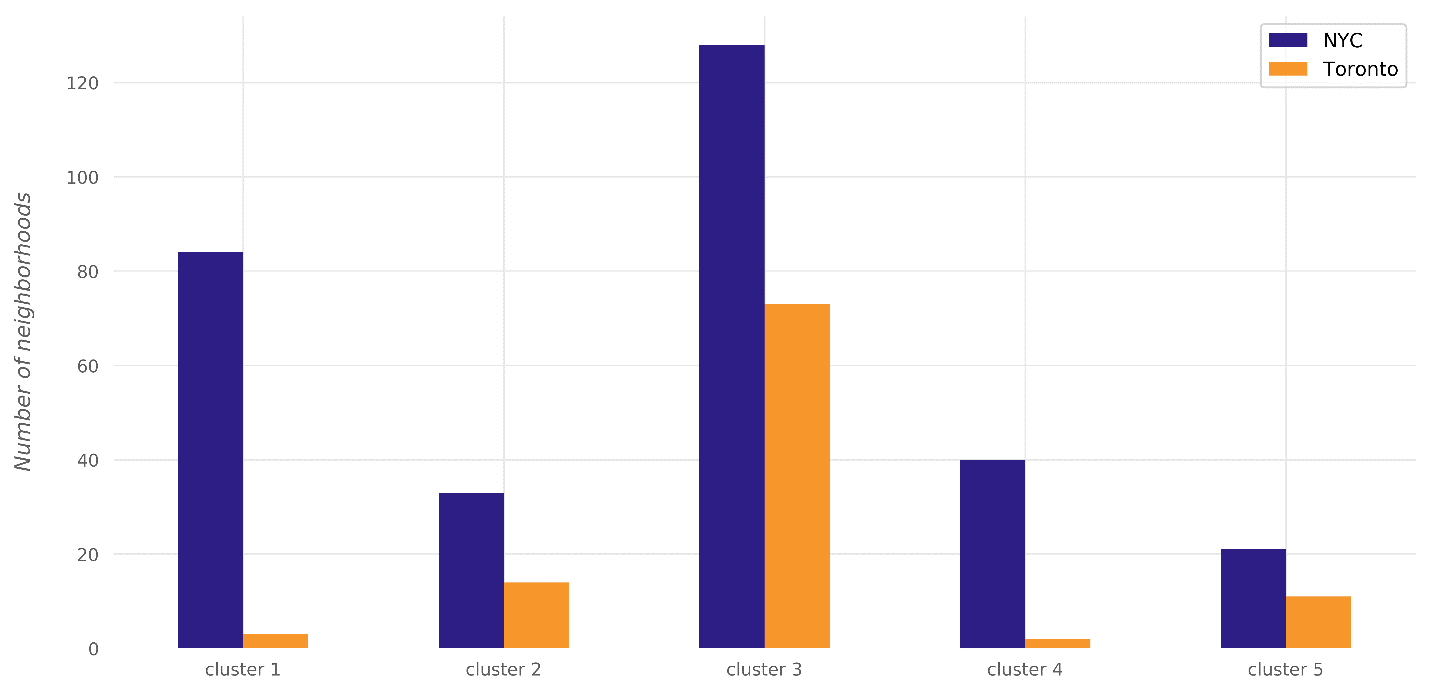 NYC
Toronto
120
100
80
60
40
20
0
Number of neighborhoods
cluster 1
cluster 2
cluster 3
cluster 4
cluster 5